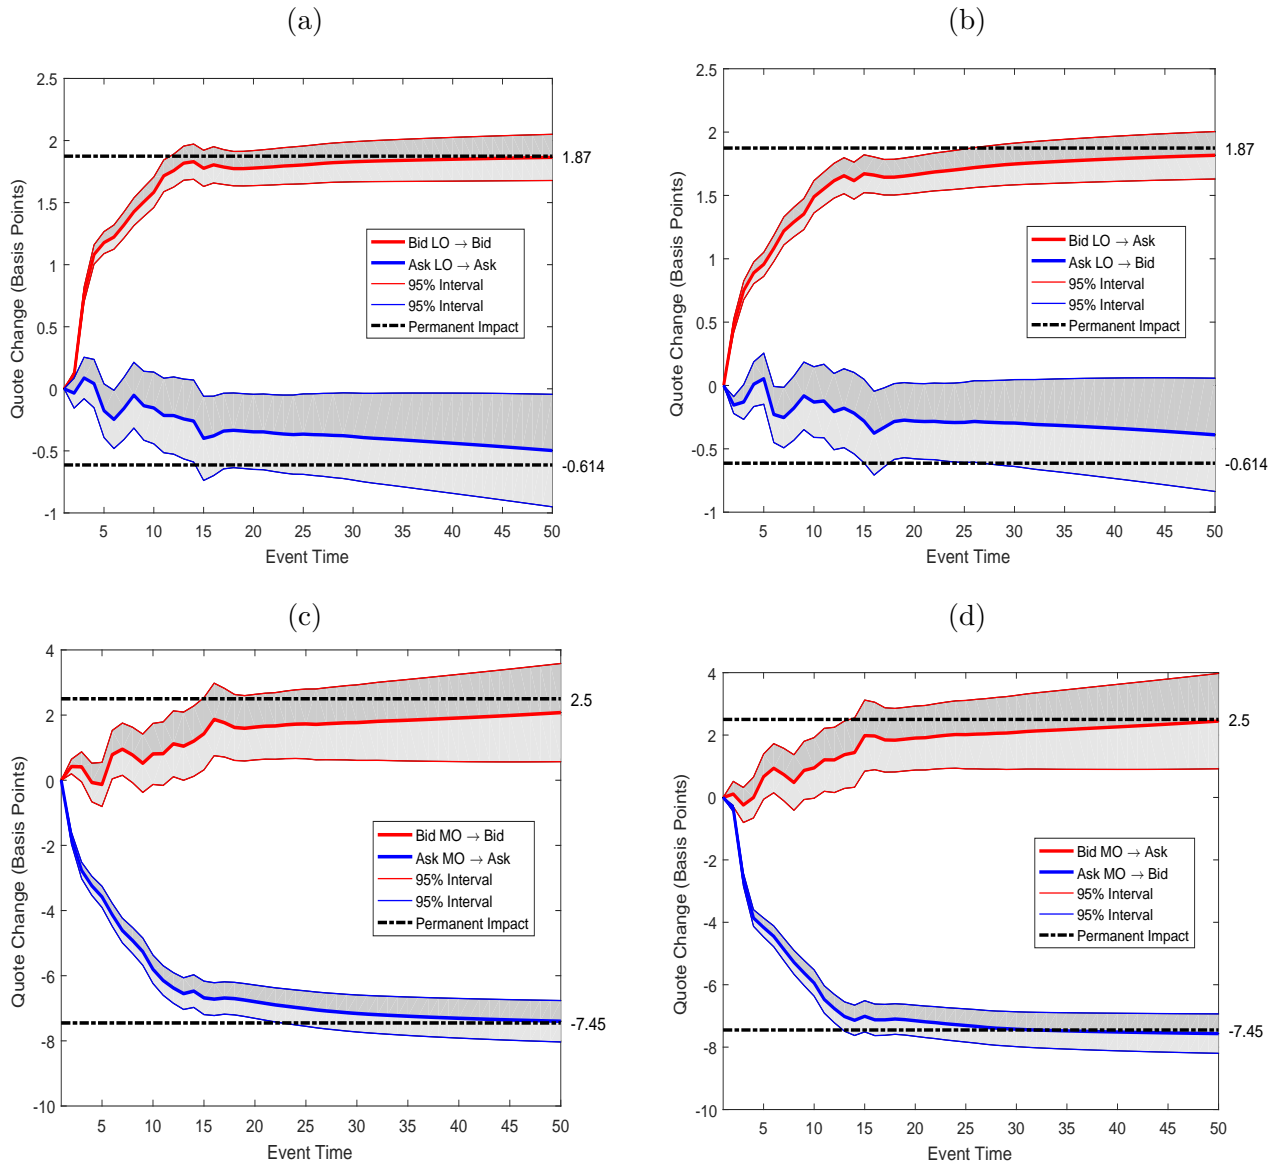 (a)
2.5
2
1.5
1
0.5
0
-0.5
-1
Quote Change (Basis Points)
1.87
-0.614
Bid LO → Bid
Ask LO → Ask
95% Interval
95% Interval
Permanent Impact
5 10 15 20 25 30 35 40 45 50
Event Time
(b)
2.5
2
1.5
1
0.5
0
-0.5
-1
Quote Change (Basis Points)
1.87
-0.614
Bid LO → Ask
Ask LO → Bid
95% Interval
95% Interval
Permanent Impact
5 10 15 20 25 30 35 40 45 50
Event Time
(c)
4
2
0
-2
-4
-6
-8
-10
Quote Change (Basis Points)
2.5
-7.45
Bid MO → Bid
Ask MO → Ask
95% Interval
95% Interval
Permanent Impact
5 10 15 20 25 30 35 40 45 50
Event Time
(d)
4
2
0
-2
-4
-6
-8
-10
Quote Change (Basis Points)
2.5
-7.45
Bid MO → Ask
Ask MO → Bid
95% Interval
95% Interval
Permanent Impact
5 10 15 20 25 30 35 40 45 50
Event Time